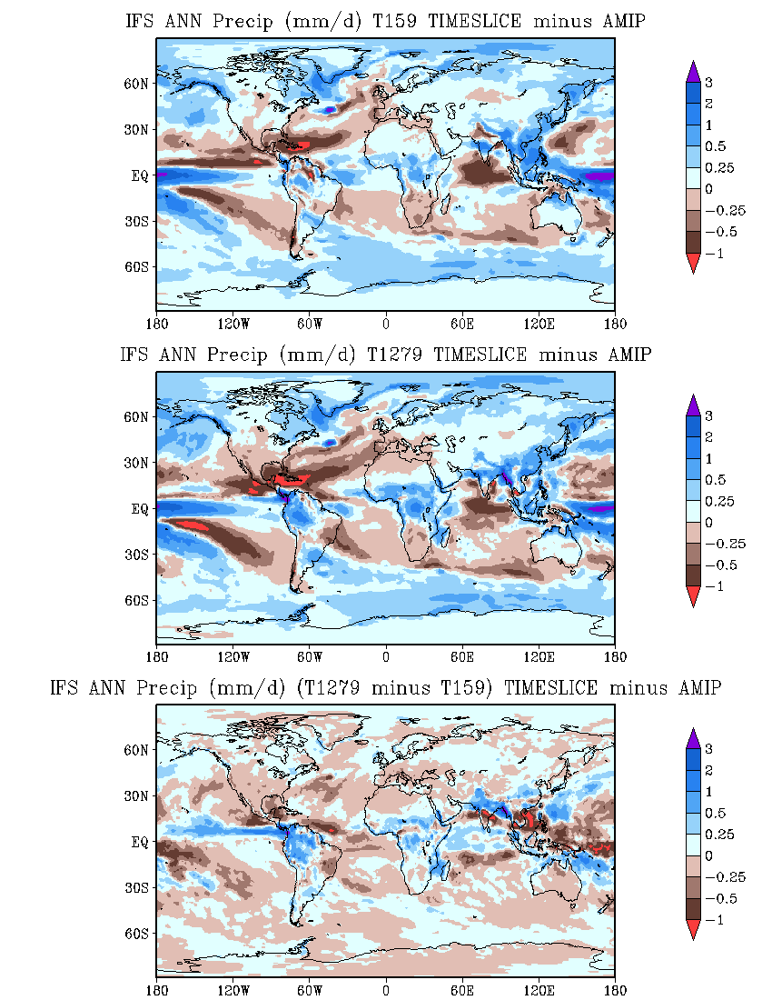 IFS ANN Precip (mm/d) T159 TIMESLICE minus AMIP
60N
30N
EQ
30S
60S
180 120W 60W 0 60E 120E 180
3
2
1
0.5
0.25
0
−0.25
−0.5
−1
IFS ANN Precip (mm/d) T1279 TIMESLICE minus AMIP
60N
30N
EQ
30S
60S
180 120W 60W 0 60E 120E 180
3
2
1
0.5
0.25
0
−0.25
−0.5
−1
IFS ANN Precip (mm/d) (T1279 minus T159) TIMESLICE minus AMIP
60N
30N
EQ
30S
60S
180 120W 60W 0 60E 120E 180
3
2
1
0.5
0.25
0
−0.25
−0.5
−1